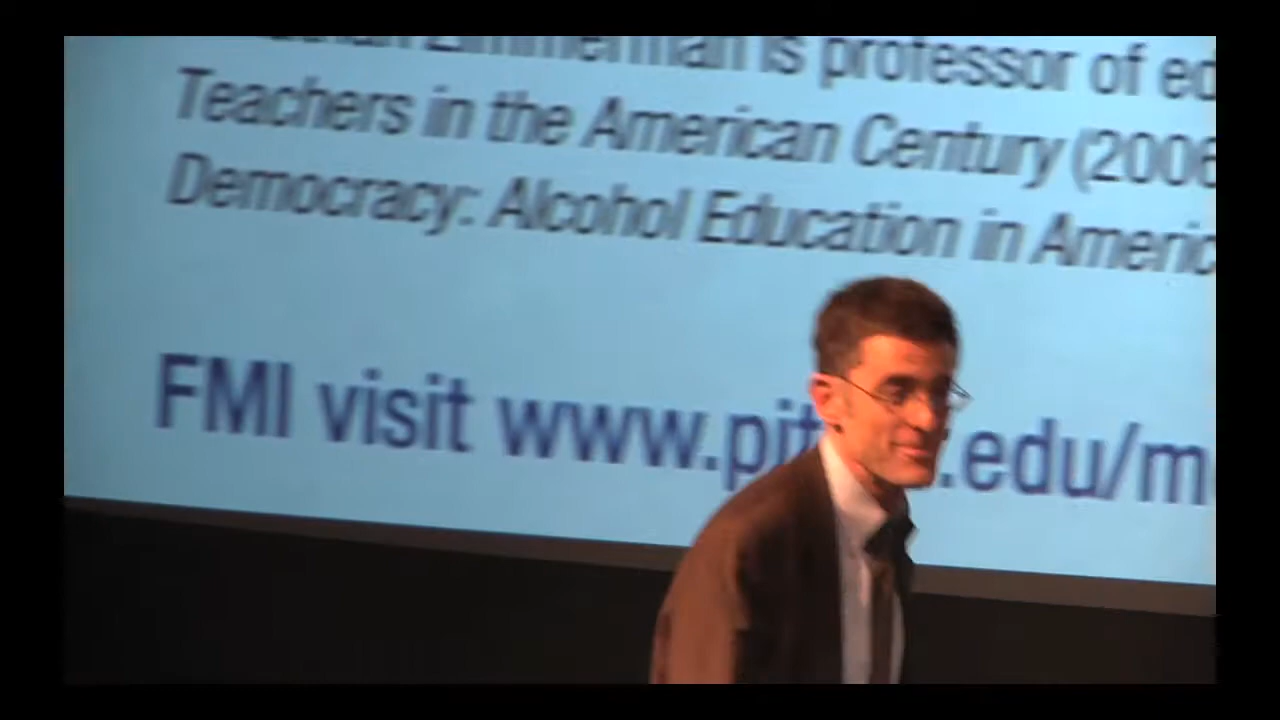 Zimmerman is professor of ed
Teachers in the American Century (2006
Democracy: Alcohol Education in Americ
FMI visit www.pit .edu/m